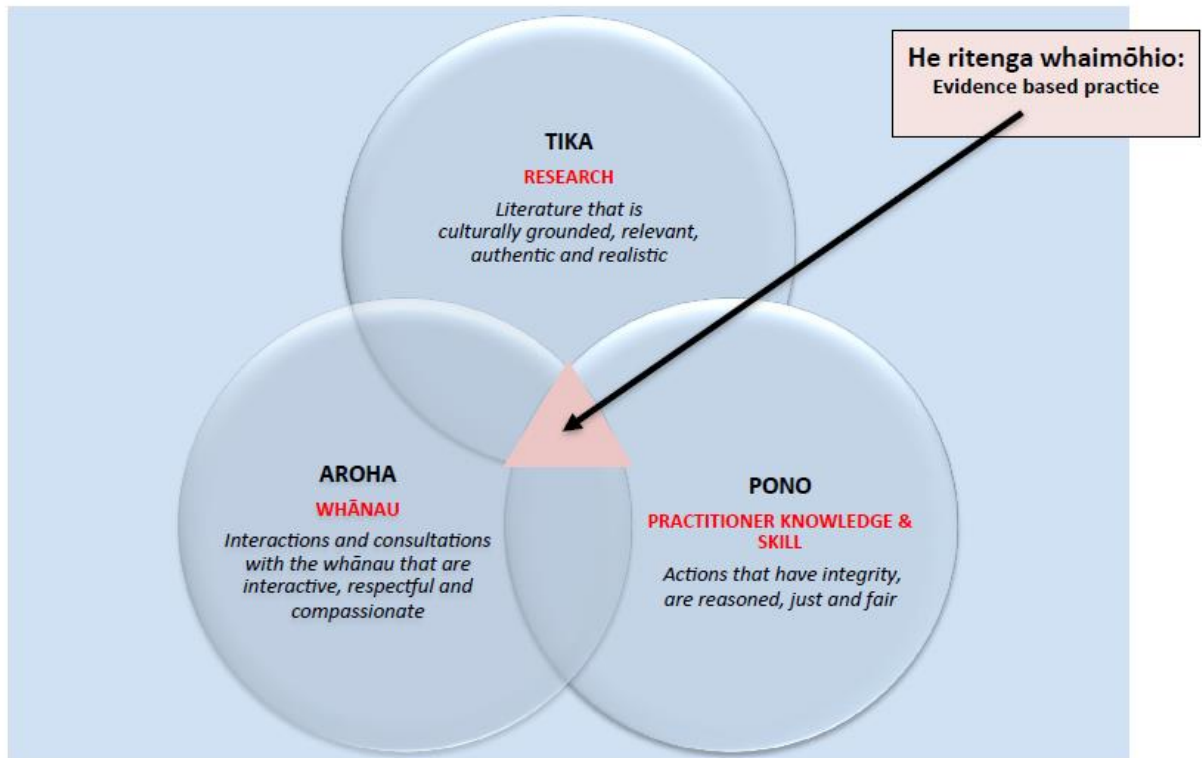 He ritenga whaimōhio:
Evidence based practice
TIKA
RESEARCH
Literature that is
culturally grounded, relevant,
authentic and realistic
AROHA
WHĀNAU
Interactions and consultations
with the whānau that are
interactive, respectful and
compassionate
PONO
PRACTITIONER KNOWLEDGE &
SKILL
Actions that have integrity,
are reasoned, just and fair